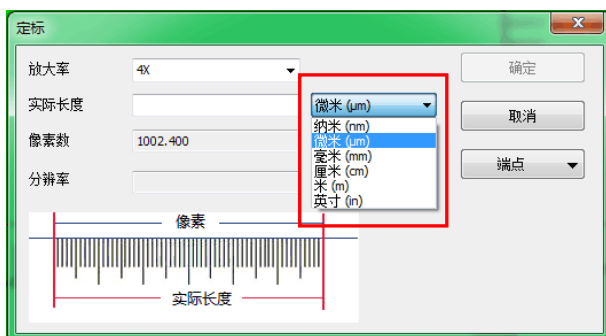 定标
放大率
4X
确定
实际长度
微米 (μm)
取消
纳米 (nm)
微米 (μm)
毫米 (mm)
厘米 (cm)
米 (m)
英寸 (in)
像素数
1002.400
端点
分辨率
像素
实际长度